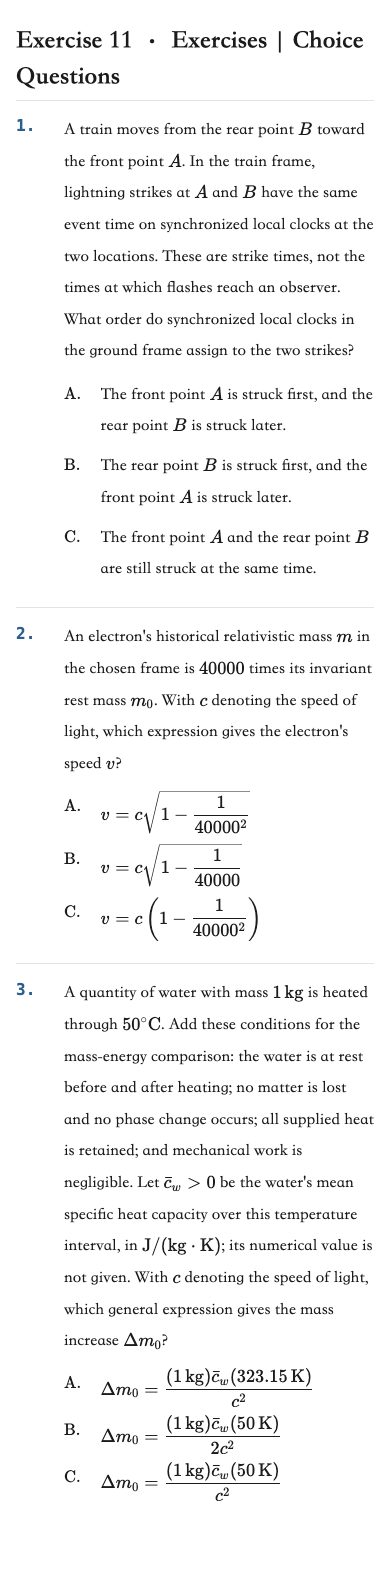 Exercise 11 · Exercises | Choice
Questions
1. A train moves from the rear point B toward
the front point A. In the train frame,
lightning strikes at A and B have the same
event time on synchronized local clocks at the
two locations. These are strike times, not the
times at which flashes reach an observer.
What order do synchronized local clocks in
the ground frame assign to the two strikes?
A. The front point A is struck first, and the
rear point B is struck later.
B. The rear point B is struck first, and the
front point A is struck later.
C. The front point A and the rear point B
are still struck at the same time.
2. An electron's historical relativistic mass m in
the chosen frame is 40000 times its invariant
rest mass m₀. With c denoting the speed of
light, which expression gives the electron's
speed v?
A. v = c√(1 − 1/40000²)
B. v = c√(1 − 1/40000)
C. v = c(1 − 1/40000²)
3. A quantity of water with mass 1 kg is heated
through 50°C. Add these conditions for the
mass-energy comparison: the water is at rest
before and after heating; no matter is lost
and no phase change occurs; all supplied heat
is retained; and mechanical work is
negligible. Let c̄_w > 0 be the water's mean
specific heat capacity over this temperature
interval, in J/(kg · K); its numerical value is
not given. With c denoting the speed of light,
which general expression gives the mass
increase Δm₀?
A. Δm₀ = (1 kg)c̄_w(323.15 K)/c²
B. Δm₀ = (1 kg)c̄_w(50 K)/2c²
C. Δm₀ = (1 kg)c̄_w(50 K)/c²